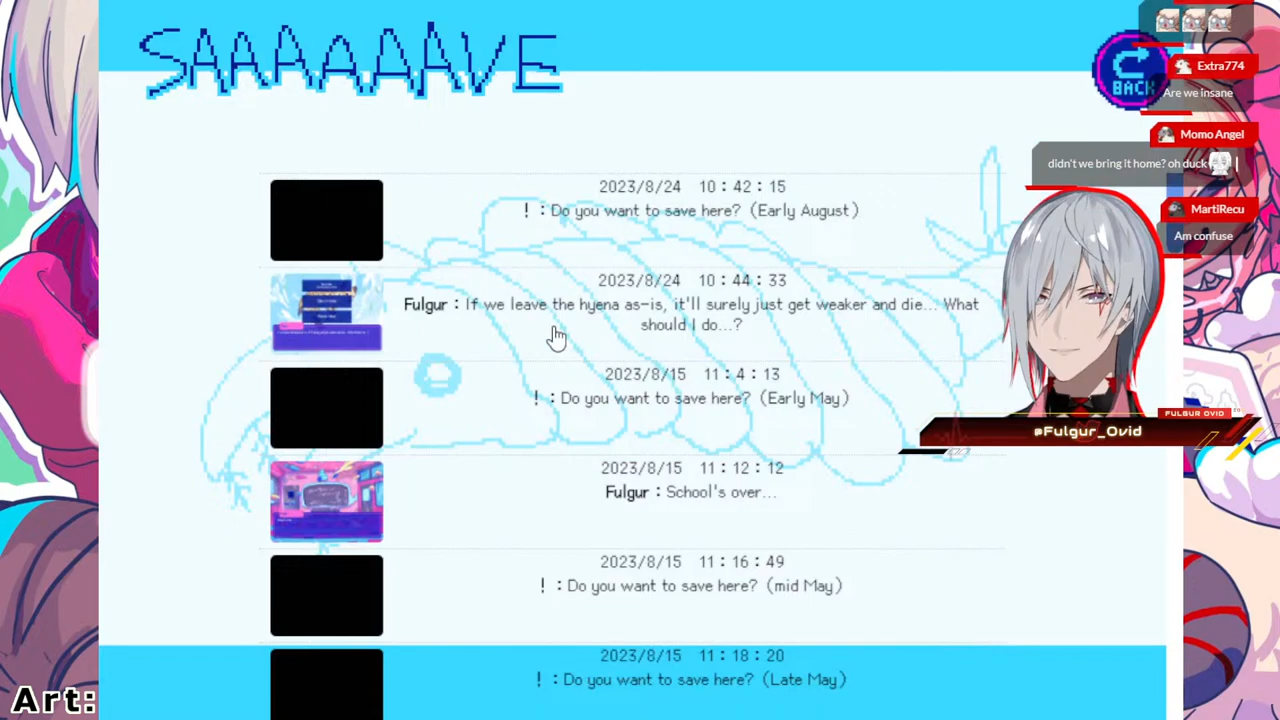 SAAAAAAVE
BACK
2023/8/24 10：42：15
！：Do you want to save here? (Early August)
2023/8/24 10：44：33
Fulgur：If we leave the hyena as-is, it'll surely just get weaker and die... What
should I do...?
2023/8/15 11：4：13
！：Do you want to save here? (Early May)
2023/8/15 11：12：12
Fulgur：School's over...
2023/8/15 11：16：49
！：Do you want to save here? (mid May)
2023/8/15 11：18：20
！：Do you want to save here? (Late May)
Extra774
Are we insane
Momo Angel
didn't we bring it home? oh duck
MartiRecu
Am confuse
FULGUR OVID
@Fulgur_Ovid
Art: